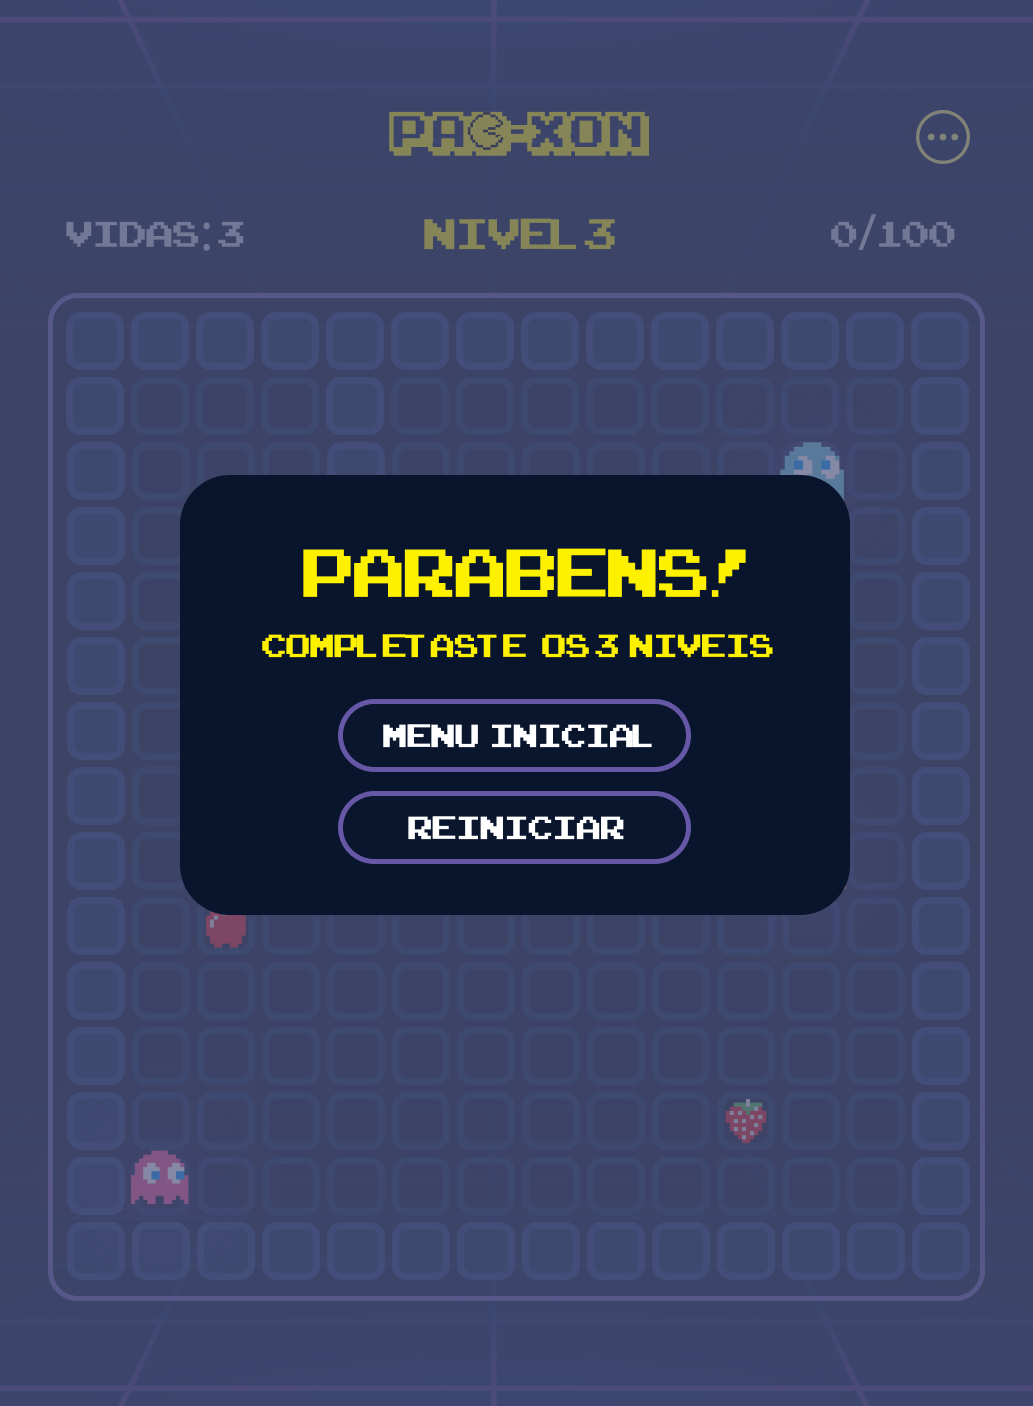 PAC-XON
VIDAS:3
NIVEL 3
0/100
PARABENS!
COMPLETASTE OS 3 NIVEIS
MENU INICIAL
REINICIAR